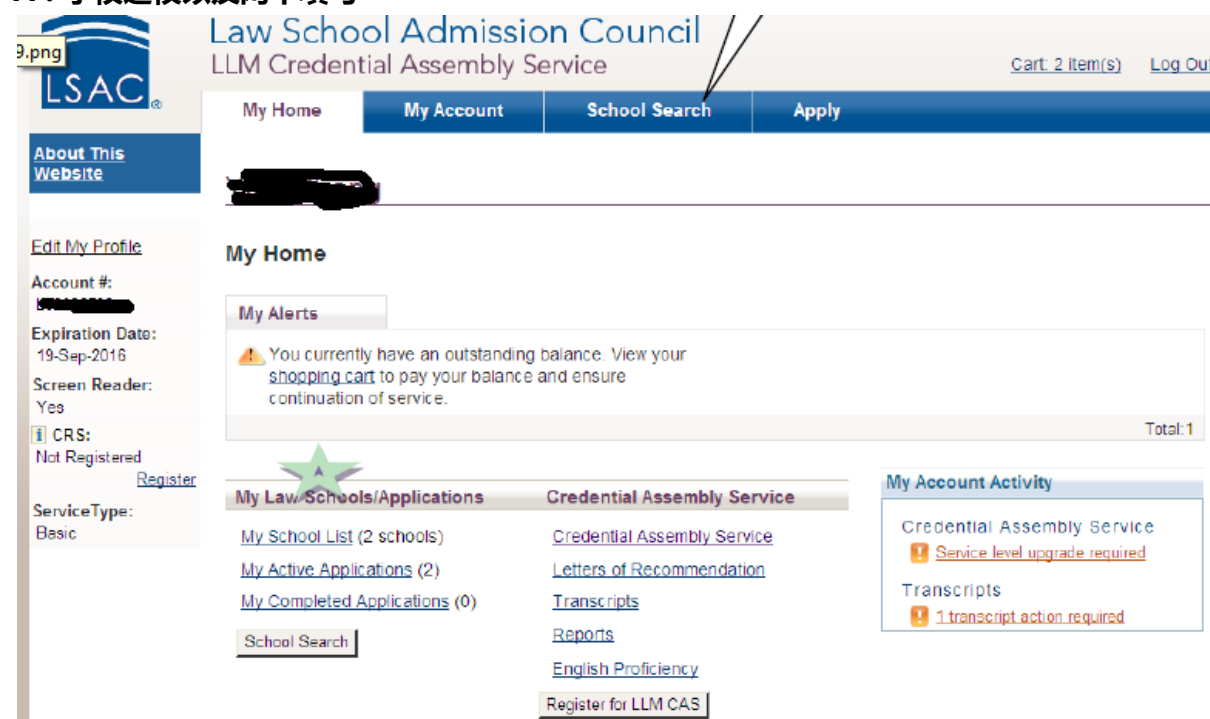 Law School Admission Council
9.png
LLM Credential Assembly Service
Cart: 2 item(s) Log Out
LSAC®
My Home My Account School Search Apply
About This
Website
Edit My Profile
My Home
Account #:
My Alerts
Expiration Date:
19-Sep-2016
You currently have an outstanding balance. View your
shopping cart to pay your balance and ensure
continuation of service.
Screen Reader:
Yes
Total:1
i CRS:
Not Registered
Register
ServiceType:
Basic
My Law Schools/Applications
My School List (2 schools)
My Active Applications (2)
My Completed Applications (0)
School Search
Credential Assembly Service
Credential Assembly Service
Letters of Recommendation
Transcripts
Reports
English Proficiency
Register for LLM CAS
My Account Activity
Credential Assembly Service
Service level upgrade required
Transcripts
1 transcript action required